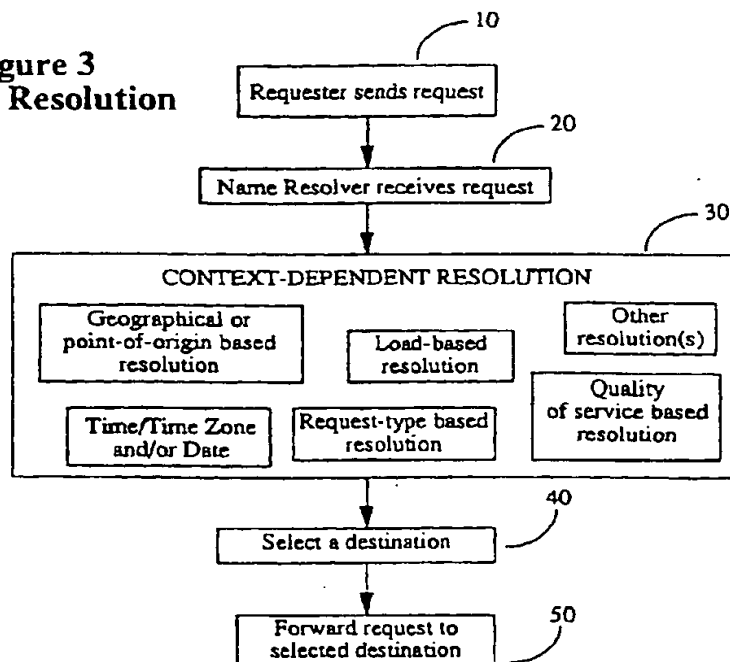 10
gure 3
Resolution
Requester sends request
20
Name Resolver receives request
30
CONTEXT-DEPENDENT RESOLUTION
Geographical or
point-of-origin based
resolution
Load-based
resolution
Other
resolution(s)
Time/Time Zone
and/or Date
Request-type based
resolution
Quality
of service based
resolution
40
Select a destination
50
Forward request to
selected destination